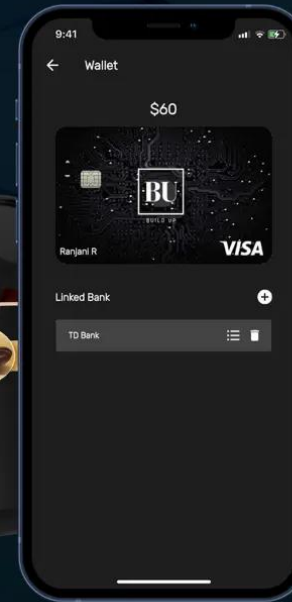 9:41
Wallet
$60
BU
BUILD UP
Ranjani R
VISA
Linked Bank
TD Bank